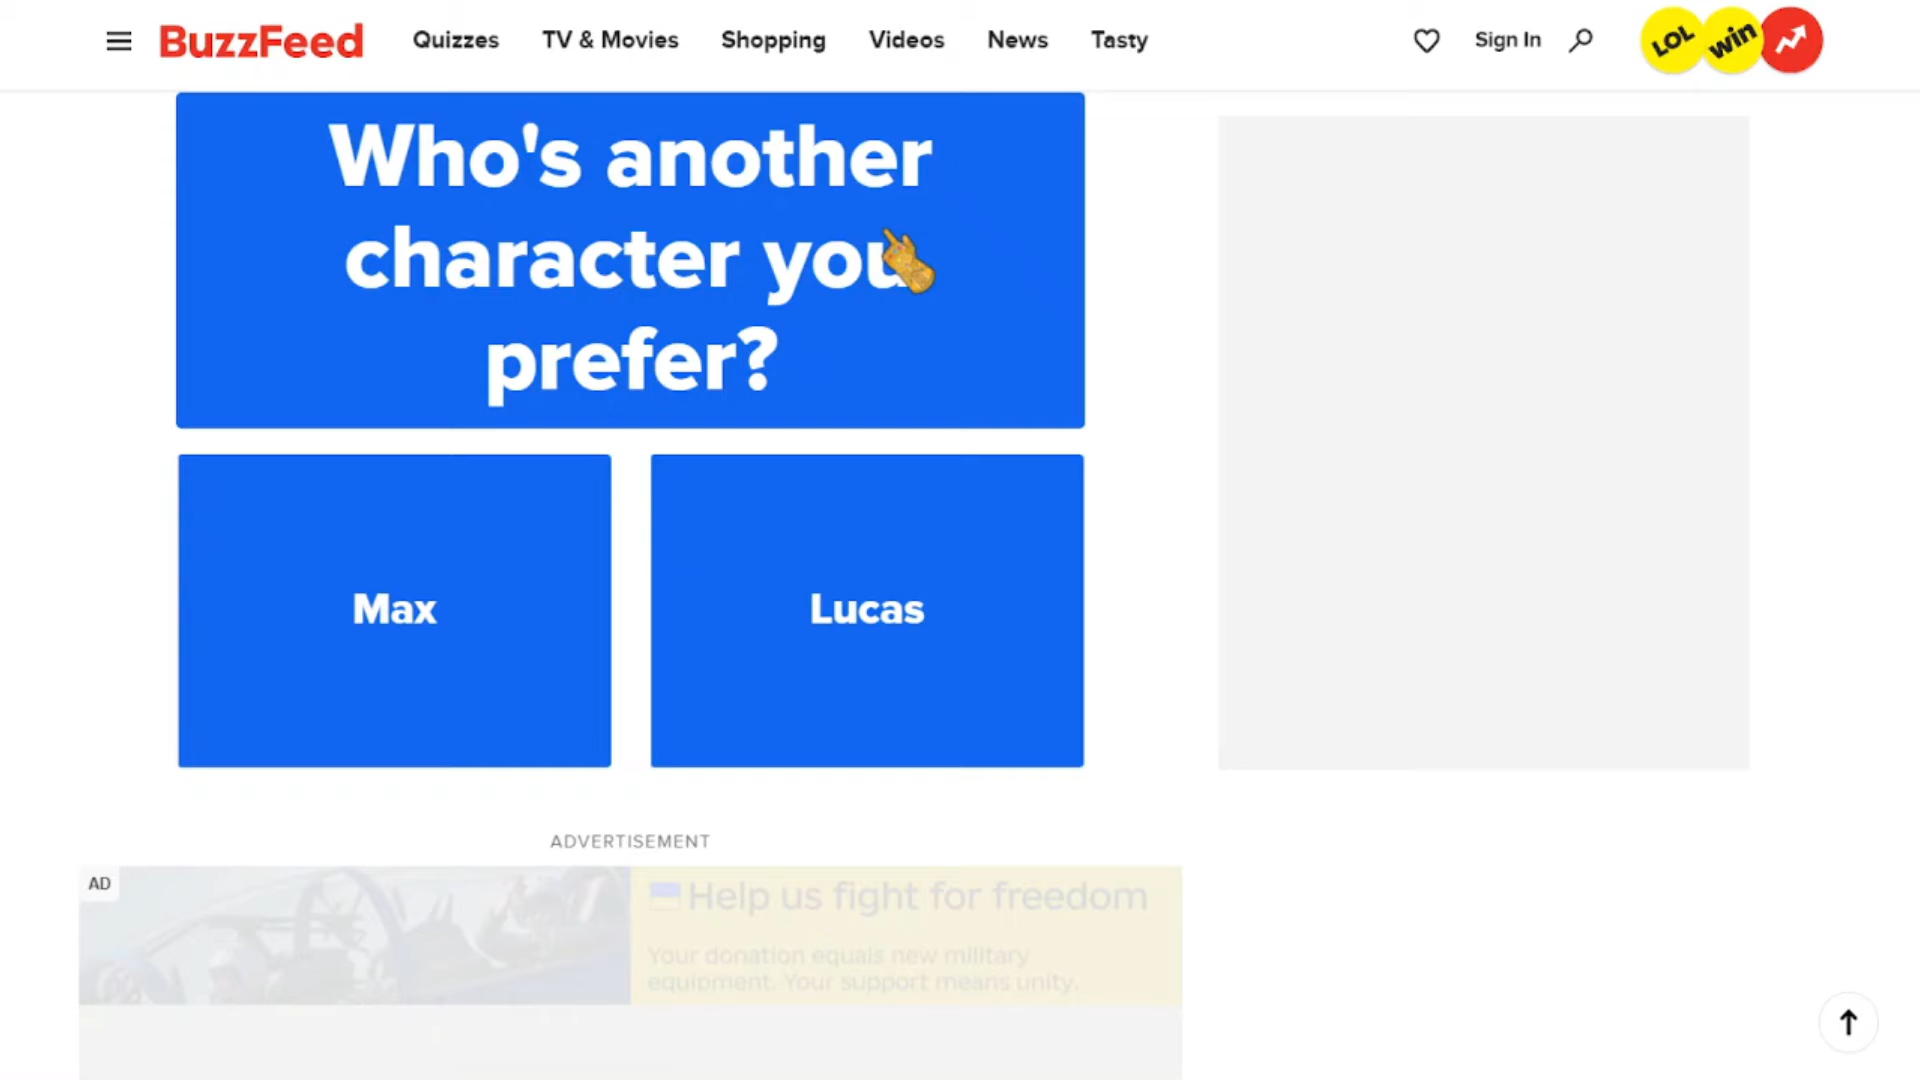 BuzzFeed Quizzes TV & Movies Shopping Videos News Tasty Sign In LOL win
Who's another
character you
prefer?
Max Lucas
ADVERTISEMENT
AD
Help us fight for freedom
Your donation equals new military
equipment. Your support means unity.